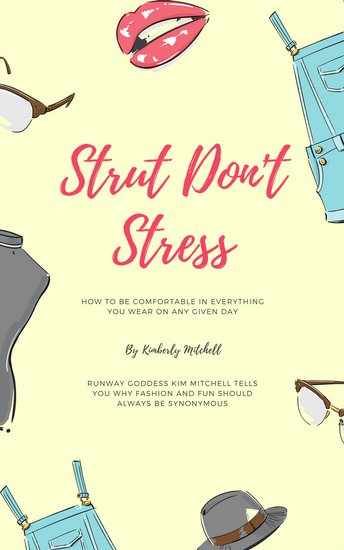 Strut Don't
Stress
HOW TO BE COMFORTABLE IN EVERYTHING
YOU WEAR ON ANY GIVEN DAY
By Kimberly Mitchell
RUNWAY GODDESS KIM MITCHELL TELLS
YOU WHY FASHION AND FUN SHOULD
ALWAYS BE SYNONYMOUS